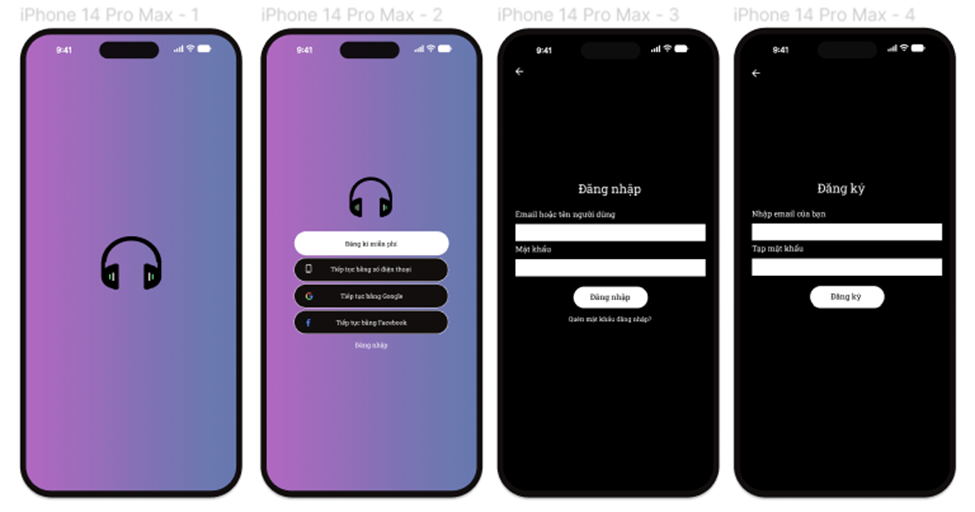 iPhone 14 Pro Max - 1
9:41
iPhone 14 Pro Max - 2
9:41
Đăng kí miễn phí
Tiếp tục bằng số điện thoại
Tiếp tục bằng Google
Tiếp tục bằng Facebook
Đăng nhập
iPhone 14 Pro Max - 3
9:41
Đăng nhập
Email hoặc tên người dùng
Mật khẩu
Đăng nhập
Quên mật khẩu đăng nhập?
iPhone 14 Pro Max - 4
9:41
Đăng ký
Nhập email của bạn
Tạp mật khẩu
Đăng ký